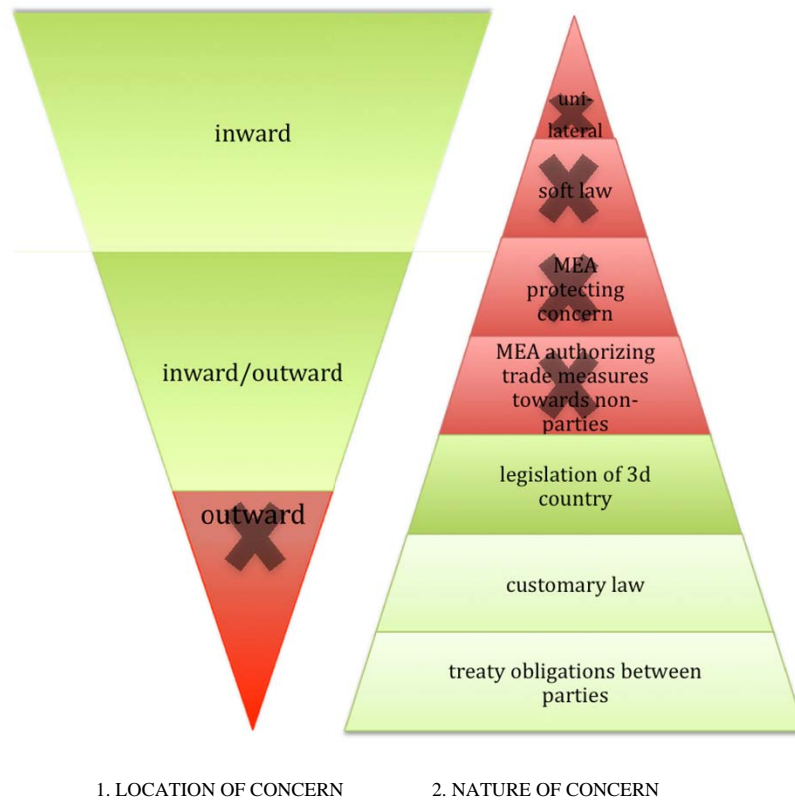 inward
inward/outward
outward
uni-
lateral
soft law
MEA
protecting
concern
MEA authorizing
trade measures
towards non-
parties
legislation of 3d
country
customary law
treaty obligations between
parties
1. LOCATION OF CONCERN
2. NATURE OF CONCERN